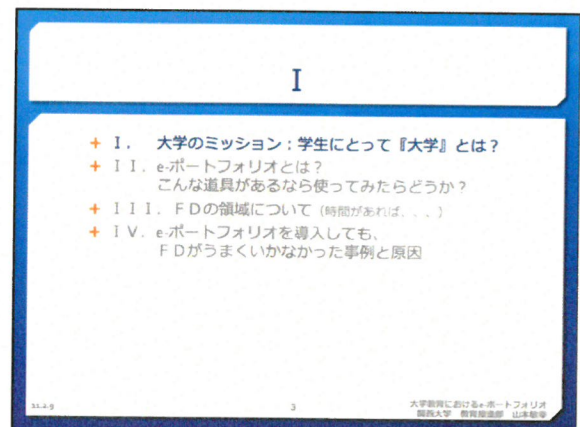 I
+ I． 大学のミッション：学生にとって『大学』とは？
+ I I．e-ポートフォリオとは？
こんな道具があるなら使ってみたらどうか？
+ I I I．ＦＤの領域について（時間があれば、、、）
+ I V．e-ポートフォリオを導入しても、
ＦＤがうまくいかなかった事例と原因
3
大学教育におけるe-ポートフォリオ
関西大学 教育推進部 山本敏幸